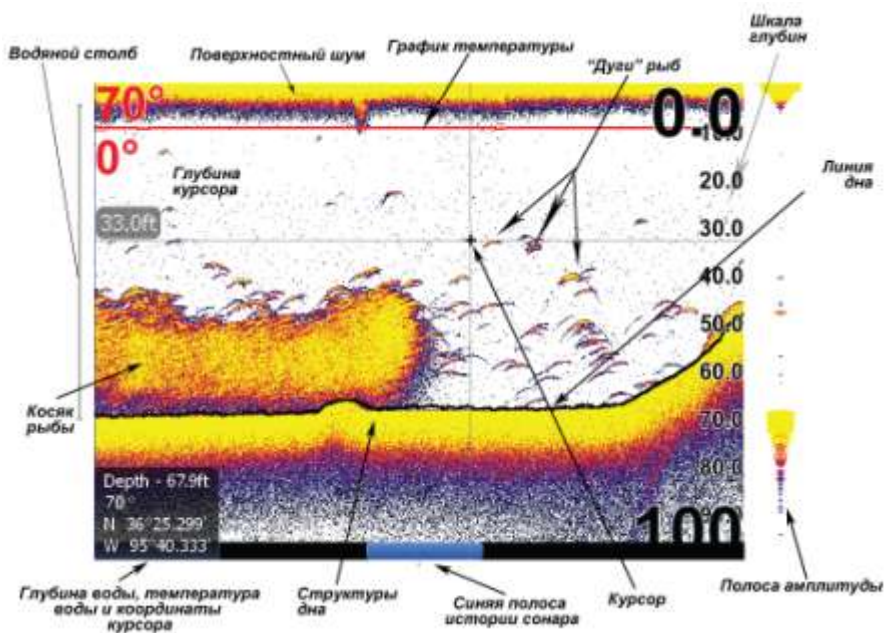 Водяной столб
Поверхностный шум
График температуры
"Дуги" рыб
Шкала
глубин
70°
0°
0.0
10.0
Глубина
курсора
20.0
Линия
дна
33.0ft
30.0
40.0
50.0
60.0
Косяк
рыбы
70.0
80.0
Depth - 67.9ft
70°
N 36°25.299'
W 95°40.333'
100
Глубина воды, температура
воды и координаты
курсора
Структуры
дна
Синяя полоса
истории сонара
Курсор
Полоса амплитуды